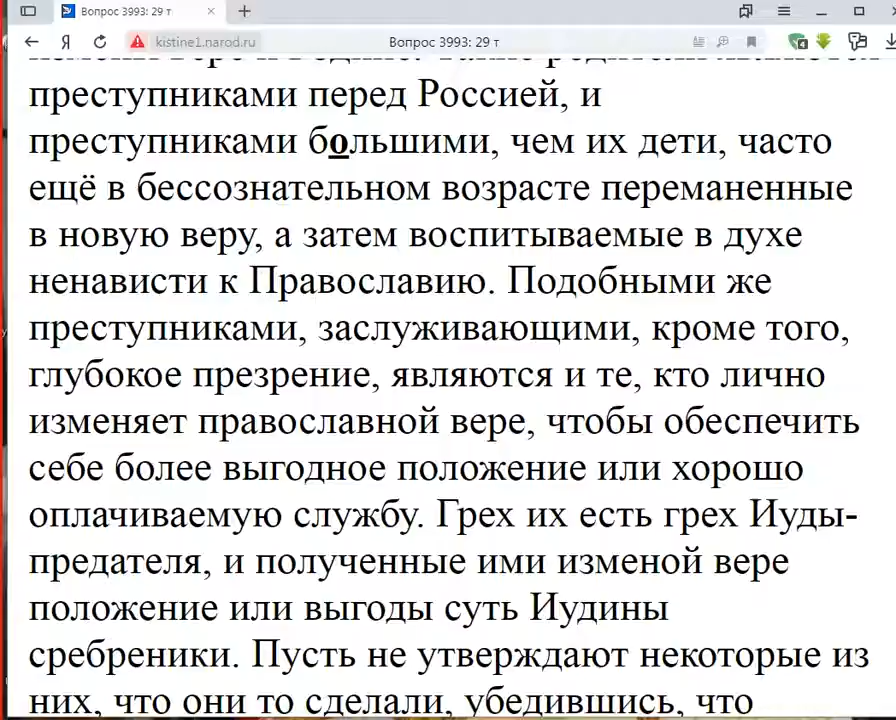 Вопрос 3993: 29 т
kistine1.narod.ru
Вопрос 3993: 29 т
4
преступниками перед Россией, и
преступниками большими, чем их дети, часто
ещё в бессознательном возрасте переманенные
в новую веру, а затем воспитываемые в духе
ненависти к Православию. Подобными же
преступниками, заслуживающими, кроме того,
глубокое презрение, являются и те, кто лично
изменяет православной вере, чтобы обеспечить
себе более выгодное положение или хорошо
оплачиваемую службу. Грех их есть грех Иуды-
предателя, и полученные ими изменой вере
положение или выгоды суть Иудины
сребреники. Пусть не утверждают некоторые из
них, что они то сделали, убедившись, что